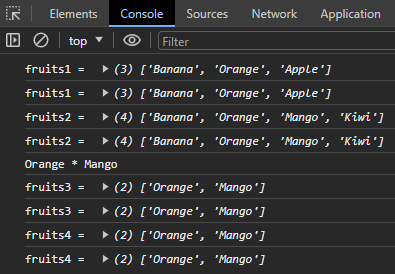 Elements Console Sources Network Performance Memory Application
top Filter
fruits1 = (3) ['Banana', 'Orange', 'Apple']
fruits1 = (3) ['Banana', 'Orange', 'Apple']
fruits2 = (4) ['Banana', 'Orange', 'Mango', 'Kiwi']
fruits2 = (4) ['Banana', 'Orange', 'Mango', 'Kiwi']
Orange * Mango
fruits3 = (2) ['Orange', 'Mango']
fruits3 = (2) ['Orange', 'Mango']
fruits4 = (2) ['Orange', 'Mango']
fruits4 = (2) ['Orange', 'Mango']